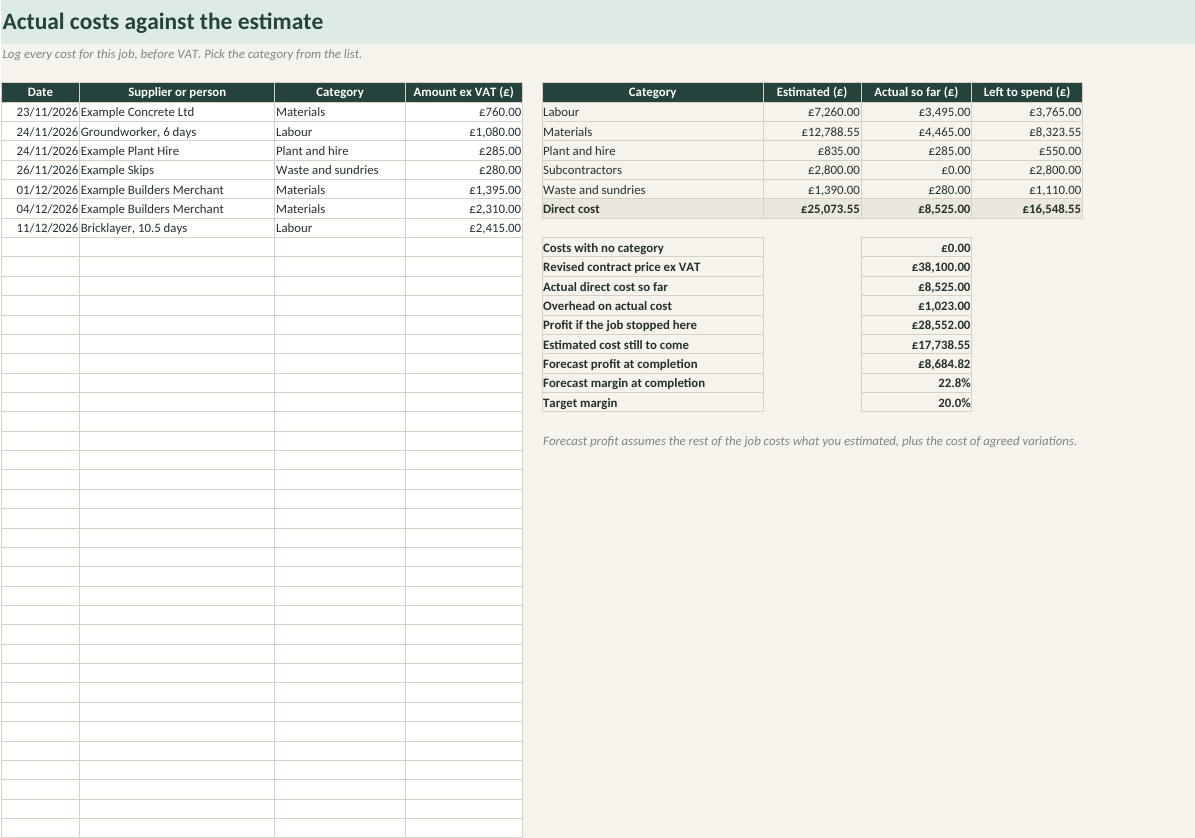 Actual costs against the estimate
Log every cost for this job, before VAT. Pick the category from the list.
Date Supplier or person Category Amount ex VAT (£)
23/11/2026 Example Concrete Ltd Materials £760.00
24/11/2026 Groundworker, 6 days Labour £1,080.00
24/11/2026 Example Plant Hire Plant and hire £285.00
26/11/2026 Example Skips Waste and sundries £280.00
01/12/2026 Example Builders Merchant Materials £1,395.00
04/12/2026 Example Builders Merchant Materials £2,310.00
11/12/2026 Bricklayer, 10.5 days Labour £2,415.00
Category Estimated (£) Actual so far (£) Left to spend (£)
Labour £7,260.00 £3,495.00 £3,765.00
Materials £12,788.55 £4,465.00 £8,323.55
Plant and hire £835.00 £285.00 £550.00
Subcontractors £2,800.00 £0.00 £2,800.00
Waste and sundries £1,390.00 £280.00 £1,110.00
Direct cost £25,073.55 £8,525.00 £16,548.55
Costs with no category £0.00
Revised contract price ex VAT £38,100.00
Actual direct cost so far £8,525.00
Overhead on actual cost £1,023.00
Profit if the job stopped here £28,552.00
Estimated cost still to come £17,738.55
Forecast profit at completion £8,684.82
Forecast margin at completion 22.8%
Target margin 20.0%
Forecast profit assumes the rest of the job costs what you estimated, plus the cost of agreed variations.